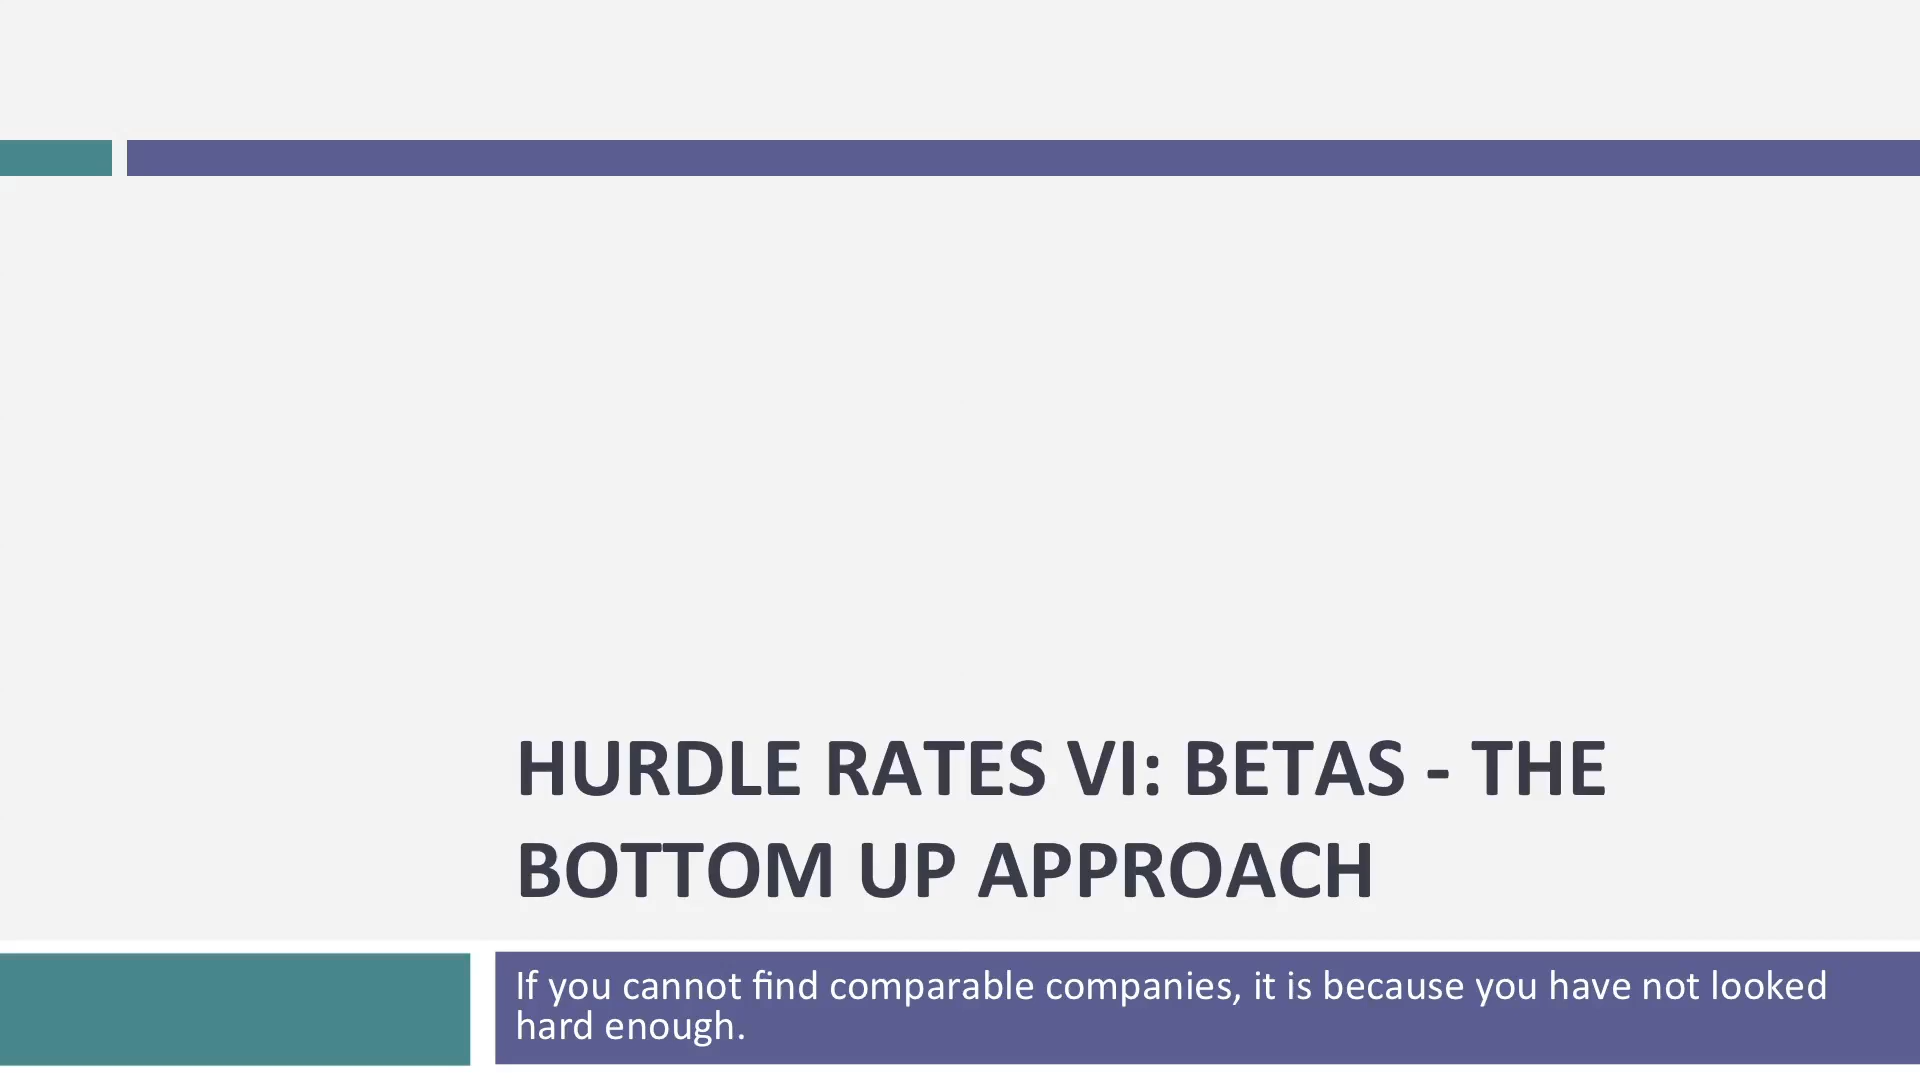 HURDLE RATES VI: BETAS - THE
BOTTOM UP APPROACH
If you cannot find comparable companies, it is because you have not looked
hard enough.